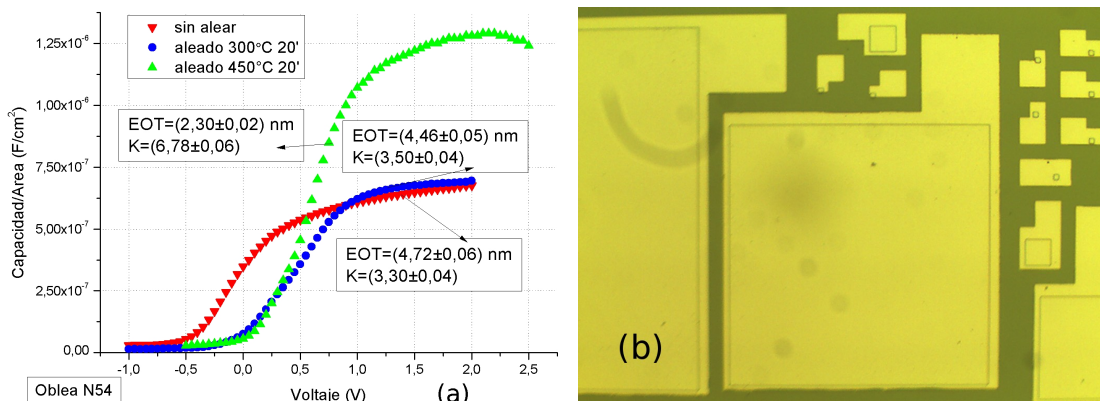 sin alear
aleado 300°C 20'
aleado 450°C 20'
1,25x10⁻⁶
1,00x10⁻⁶
7,50x10⁻⁷
5,00x10⁻⁷
2,50x10⁻⁷
0,00
Capacidad/Area (F/cm²)
EOT=(2,30±0,02) nm
K=(6,78±0,06)
EOT=(4,46±0,05) nm
K=(3,50±0,04)
EOT=(4,72±0,06) nm
K=(3,30±0,04)
-1,0 -0,5 0,0 0,5 1,0 1,5 2,0 2,5
Voltaje (V)
Oblea N54
(a)
(b)